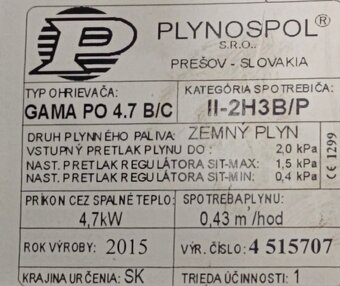 P PLYNOSPOL®
S.R.O..
PREŠOV - SLOVAKIA
TYP OHRIEVAČA: KATEGÓRIA SPOTREBIČA:
GAMA PO 4.7 B/C II-2H3B/P
DRUH PLYNNÉHO PALIVA: ZEMNÝ PLYN
VSTUPNÝ PRETLAK PLYNU DO: 2,0 kPa
NAST. PRETLAK REGULÁTORA SIT-MAX: 1,5 kPa
NAST. PRETLAK REGULÁTORA SIT-MIN: 0,4 kPa
CE 1299
PRÍKON CEZ SPALNÉ TEPLO: SPOTREBA PLYNU:
4,7kW 0,43 m³/hod
ROK VÝROBY: 2015 VÝR. ČÍSLO: 4 515707
KRAJINA URČENIA: SK TRIEDA ÚČINNOSTI: 1